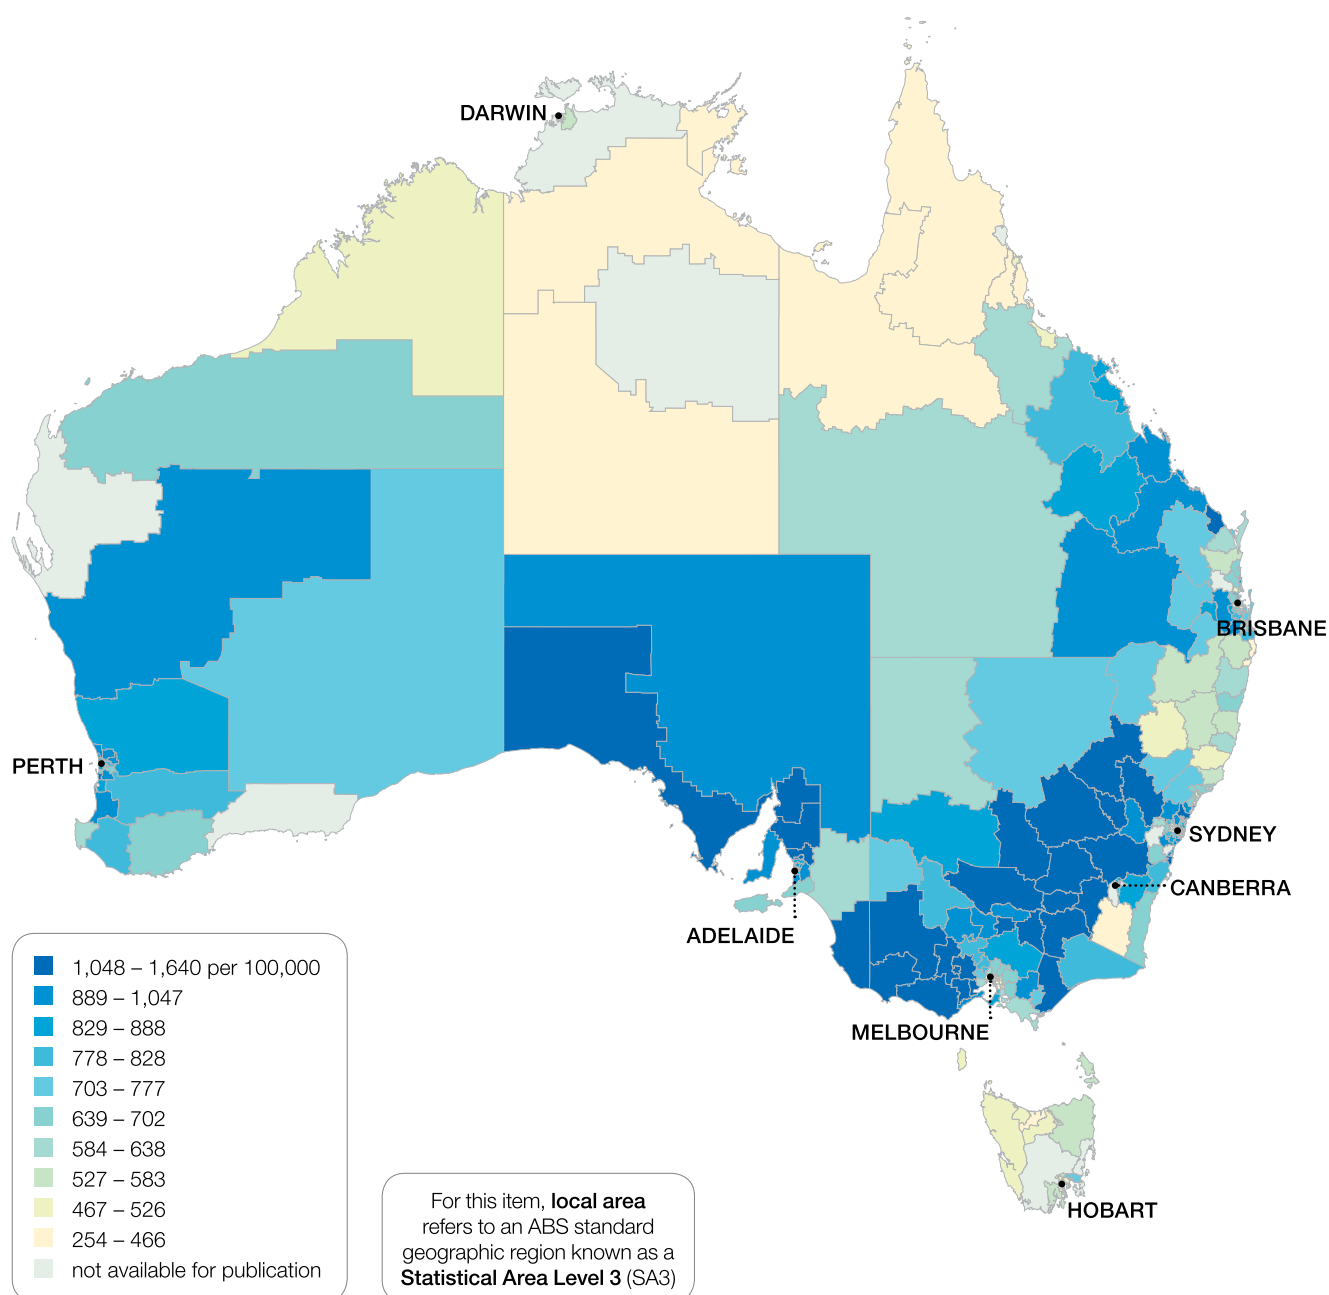 DARWIN
BRISBANE
PERTH
SYDNEY
CANBERRA
ADELAIDE
MELBOURNE
HOBART
1,048 – 1,640 per 100,000
889 – 1,047
829 – 888
778 – 828
703 – 777
639 – 702
584 – 638
527 – 583
467 – 526
254 – 466
not available for publication
For this item, local area
refers to an ABS standard
geographic region known as a
Statistical Area Level 3 (SA3)